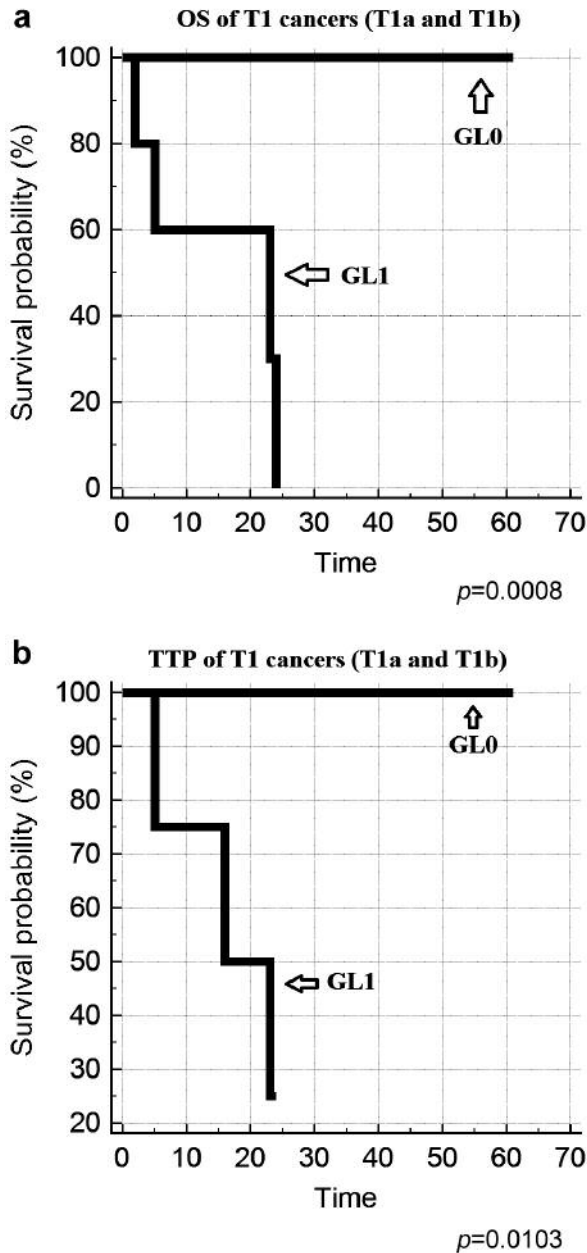 a
OS of T1 cancers (T1a and T1b)
Survival probability (%)
100
80
60
40
20
0
GL0
GL1
0 10 20 30 40 50 60 70
Time
p=0.0008
b
TTP of T1 cancers (T1a and T1b)
Survival probability (%)
100
90
80
70
60
50
40
30
20
GL0
GL1
0 10 20 30 40 50 60 70
Time
p=0.0103